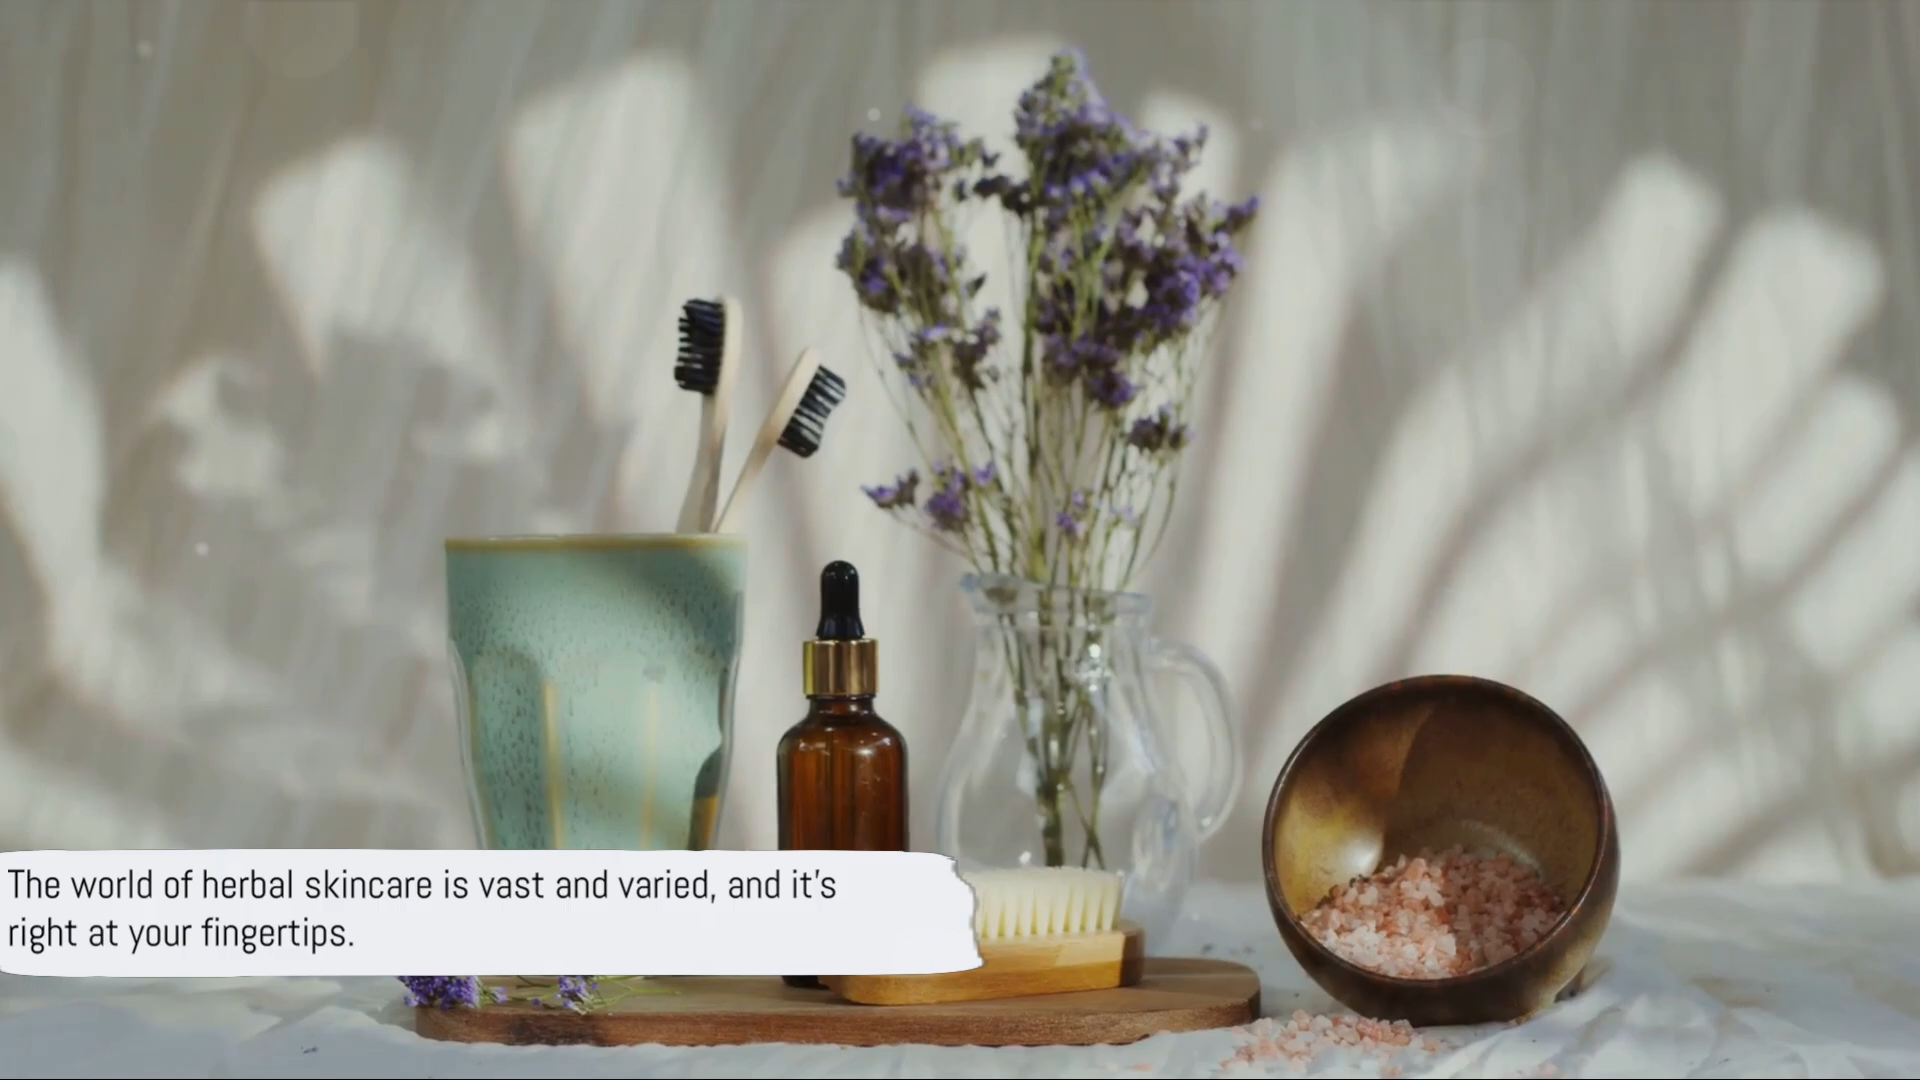 The world of herbal skincare is vast and varied, and it's
right at your fingertips.